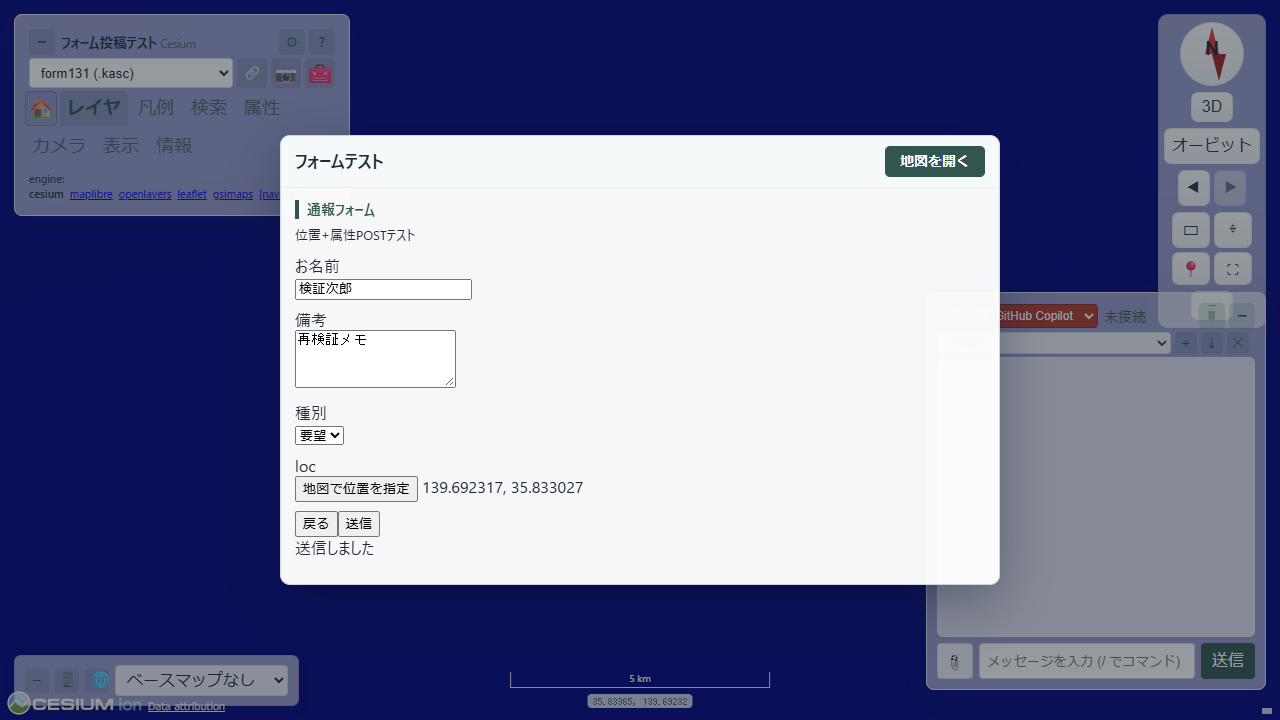 フォーム投稿テスト Cesium
?
form131 (.kasc)
レイヤ 凡例 検索 属性
カメラ 表示 情報
engine:
cesium maplibre openlayers leaflet gsimaps [nav
N
3D
オービット
フォームテスト
地図を開く
通報フォーム
位置+属性POSTテスト
お名前
検証次郎
備考
再検証メモ
種別
要望
loc
地図で位置を指定 139.692317, 35.833027
戻る 送信
送信しました
GitHub Copilot 未接続
メッセージを入力 (/ でコマンド) 送信
ベースマップなし
CESIUM ion Data attribution
5 km
35.83365, 139.69232